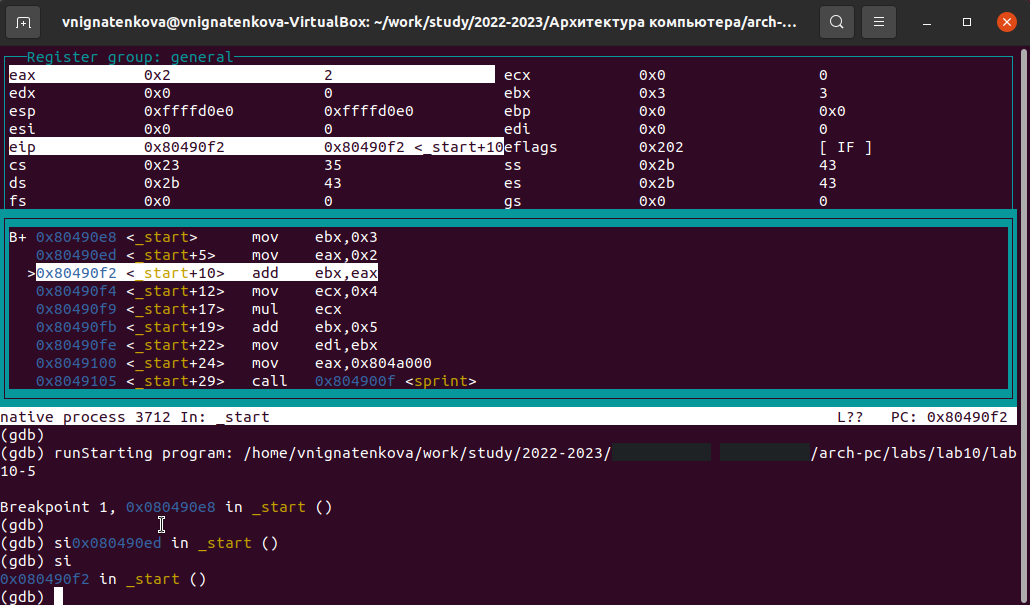 vnignatenkova@vnignatenkova-VirtualBox: ~/work/study/2022-2023/Архитектура компьютера/arch-...
Register group: general
eax 0x2 2 ecx 0x0 0
edx 0x0 0 ebx 0x3 3
esp 0xffffd0e0 0xffffd0e0 ebp 0x0 0x0
esi 0x0 0 edi 0x0 0
eip 0x80490f2 0x80490f2 <_start+10 eflags 0x202 [ IF ]
cs 0x23 35 ss 0x2b 43
ds 0x2b 43 es 0x2b 43
fs 0x0 0 gs 0x0 0
B+ 0x80490e8 <_start> mov ebx,0x3
0x80490ed <_start+5> mov eax,0x2
>0x80490f2 <_start+10> add ebx,eax
0x80490f4 <_start+12> mov ecx,0x4
0x80490f9 <_start+17> mul ecx
0x80490fb <_start+19> add ebx,0x5
0x80490fe <_start+22> mov edi,ebx
0x8049100 <_start+24> mov eax,0x804a000
0x8049105 <_start+29> call 0x804900f <sprint>
native process 3712 In: _start L?? PC: 0x80490f2
(gdb)
(gdb) runStarting program: /home/vnignatenkova/work/study/2022-2023/ /arch-pc/labs/lab10/lab
10-5
Breakpoint 1, 0x080490e8 in _start ()
(gdb)
(gdb) si0x080490ed in _start ()
(gdb) si
0x080490f2 in _start ()
(gdb)